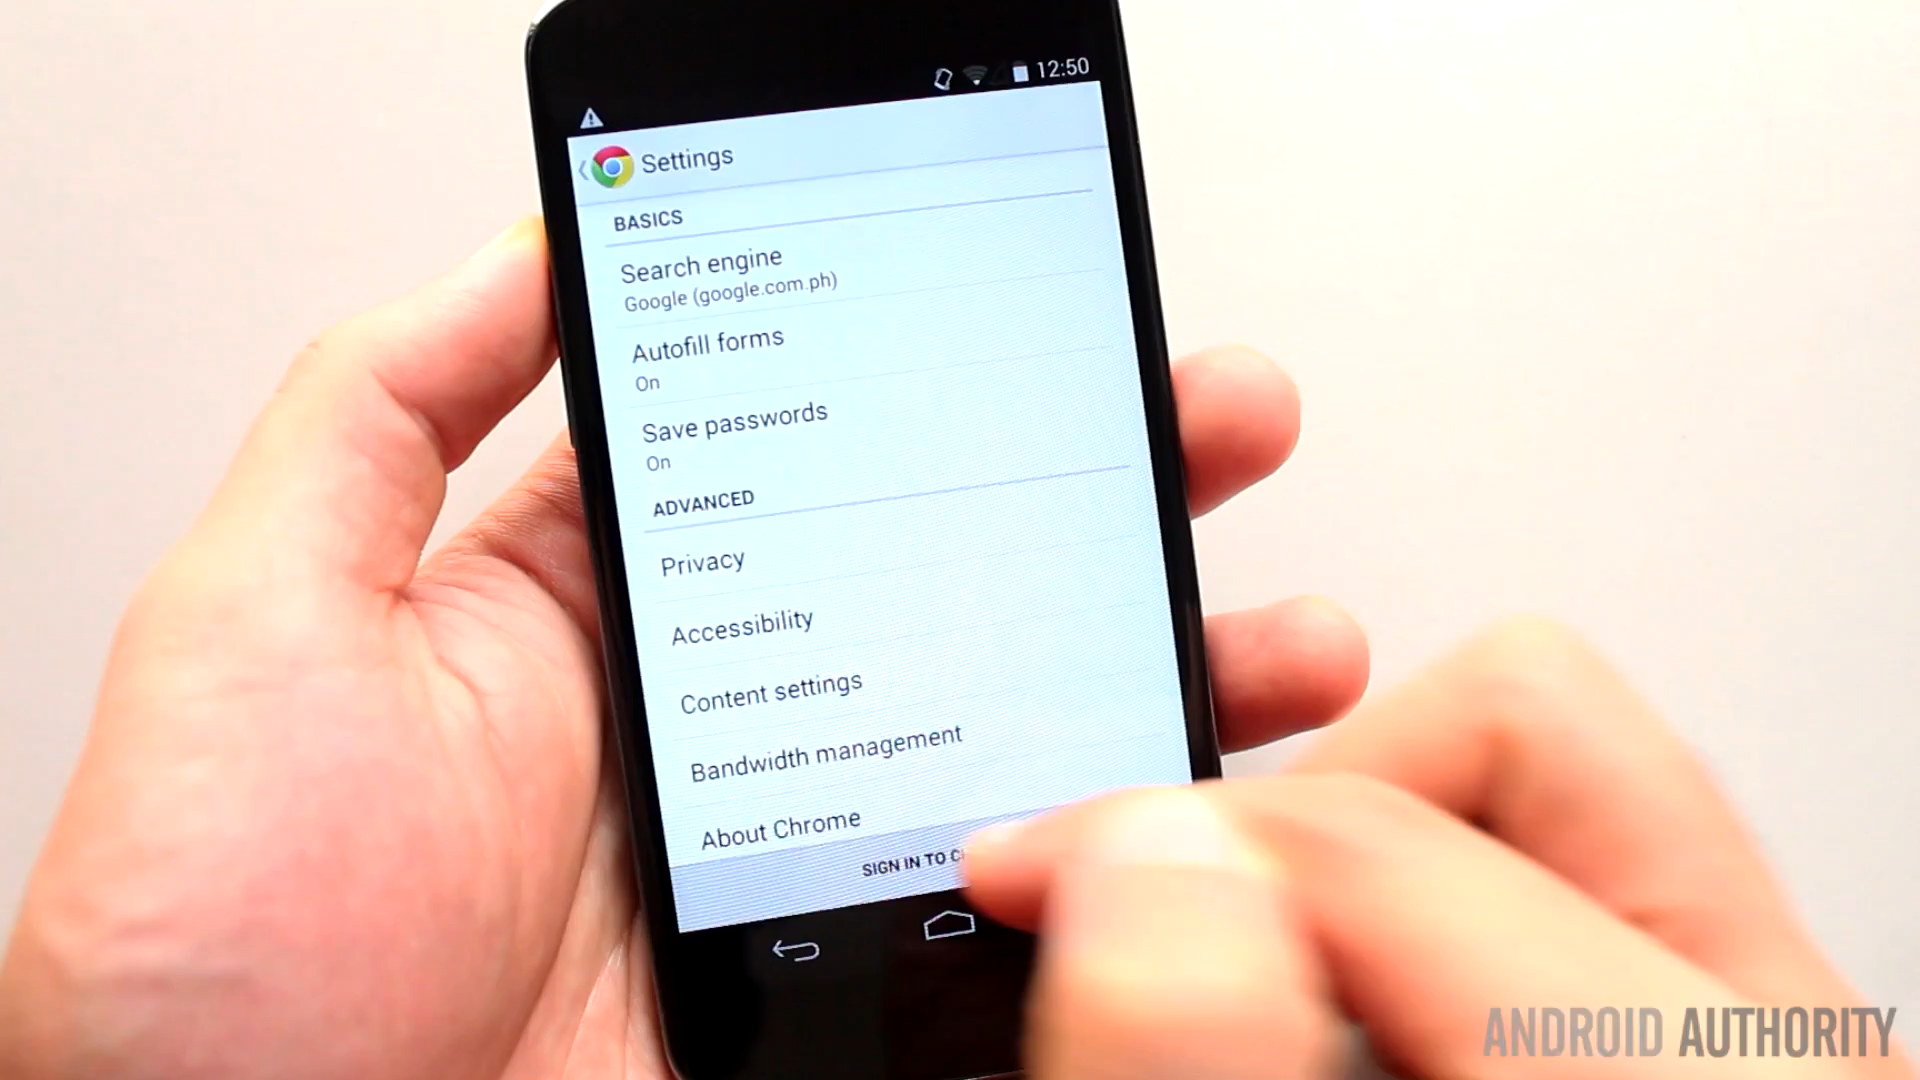 12:50
Settings
BASICS
Search engine
Google (google.com.ph)
Autofill forms
On
Save passwords
On
ADVANCED
Privacy
Accessibility
Content settings
Bandwidth management
About Chrome
SIGN IN TO
ANDROID AUTHORITY